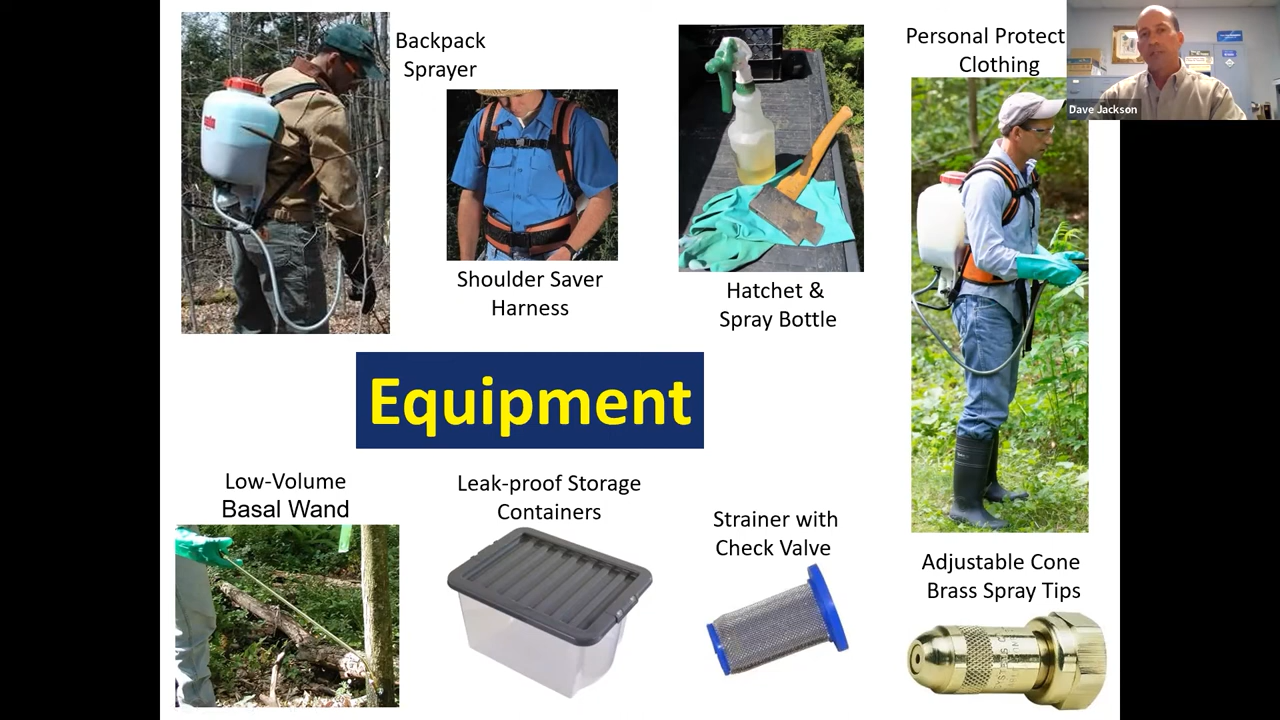 Backpack
Sprayer
Shoulder Saver
Harness
Hatchet &
Spray Bottle
Personal Protect
Clothing
Dave Jackson
Equipment
Low-Volume
Basal Wand
Leak-proof Storage
Containers
Strainer with
Check Valve
Adjustable Cone
Brass Spray Tips